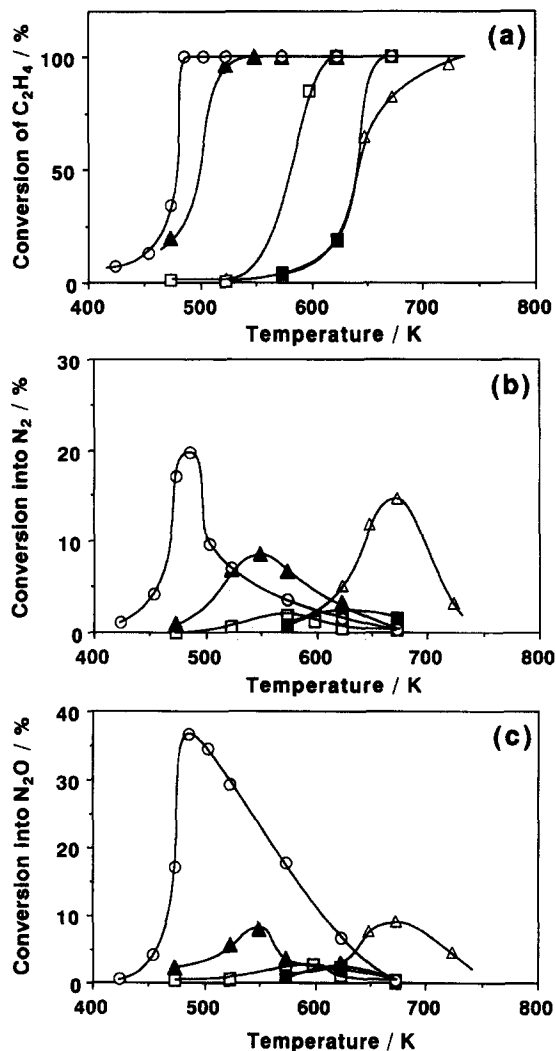 (a)
Conversion of C₂H₄ / %
100
50
0
400 500 600 700 800
Temperature / K
(b)
Conversion into N₂ / %
30
20
10
0
400 500 600 700 800
Temperature / K
(c)
Conversion into N₂O / %
40
30
20
10
0
400 500 600 700 800
Temperature / K